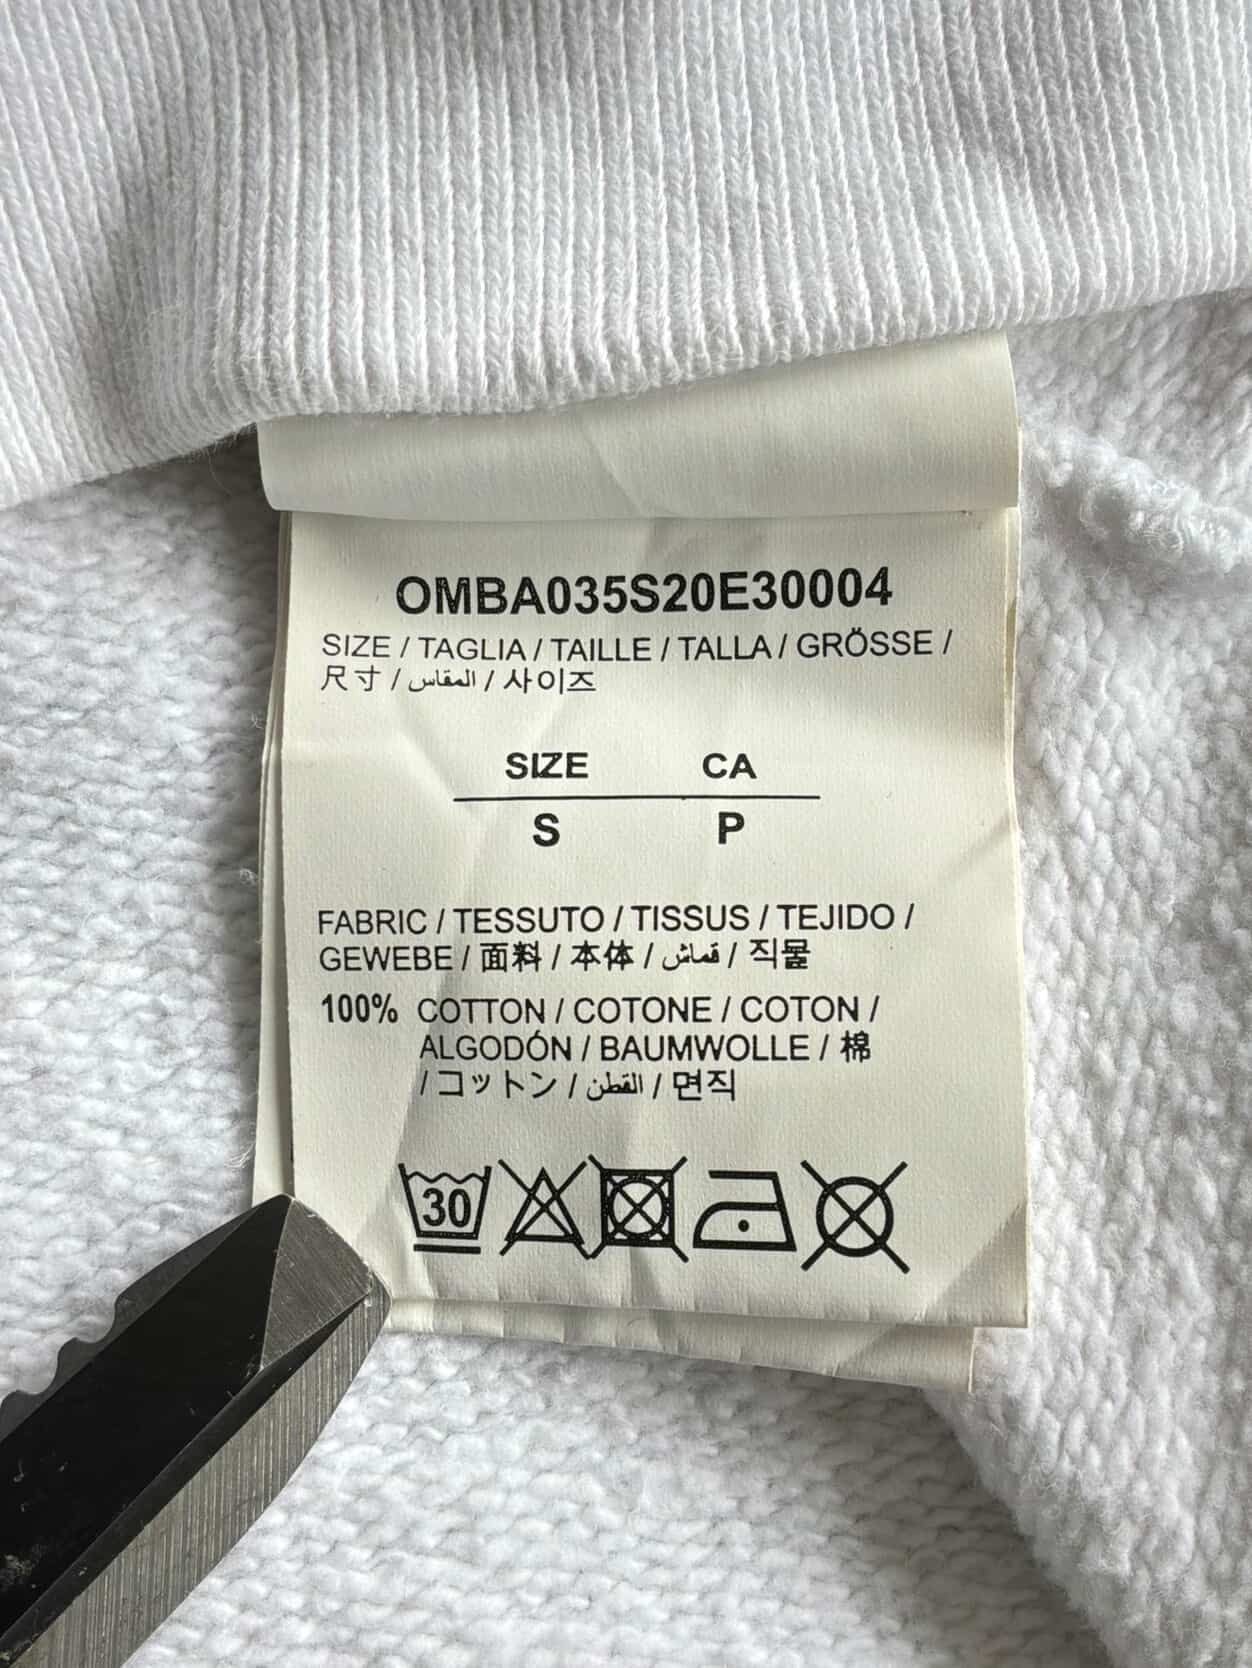 OMBA035S20E30004
SIZE / TAGLIA / TAILLE / TALLA / GRÖSSE /
尺寸 / المقاس / 사이즈
SIZE CA
S P
FABRIC / TESSUTO / TISSUS / TEJIDO /
GEWEBE / 面料 / 本体 / قماش / 직물
100% COTTON / COTONE / COTON /
ALGODÓN / BAUMWOLLE / 棉
/ コットン / القطن / 면직
30